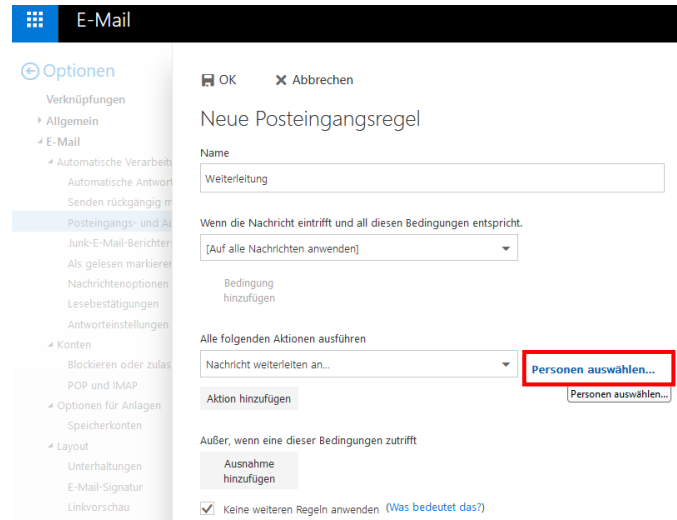 E-Mail
Optionen
Verknüpfungen
Allgemein
E-Mail
Automatische Verarbeitu
Automatische Antwort
Senden rückgängig m
Posteingangs- und Au
Junk-E-Mail-Berichters
Als gelesen markieren
Nachrichtenoptionen
Lesebestätigungen
Antworteinstellungen
Konten
Blockieren oder zulas
POP und IMAP
Optionen für Anlagen
Speicherkonten
Layout
Unterhaltungen
E-Mail-Signatur
Linkvorschau
OK Abbrechen
Neue Posteingangsregel
Name
Weiterleitung
Wenn die Nachricht eintrifft und all diesen Bedingungen entspricht.
[Auf alle Nachrichten anwenden]
Bedingung
hinzufügen
Alle folgenden Aktionen ausführen
Nachricht weiterleiten an...
Personen auswählen...
Personen auswählen...
Aktion hinzufügen
Außer, wenn eine dieser Bedingungen zutrifft
Ausnahme
hinzufügen
Keine weiteren Regeln anwenden (Was bedeutet das?)